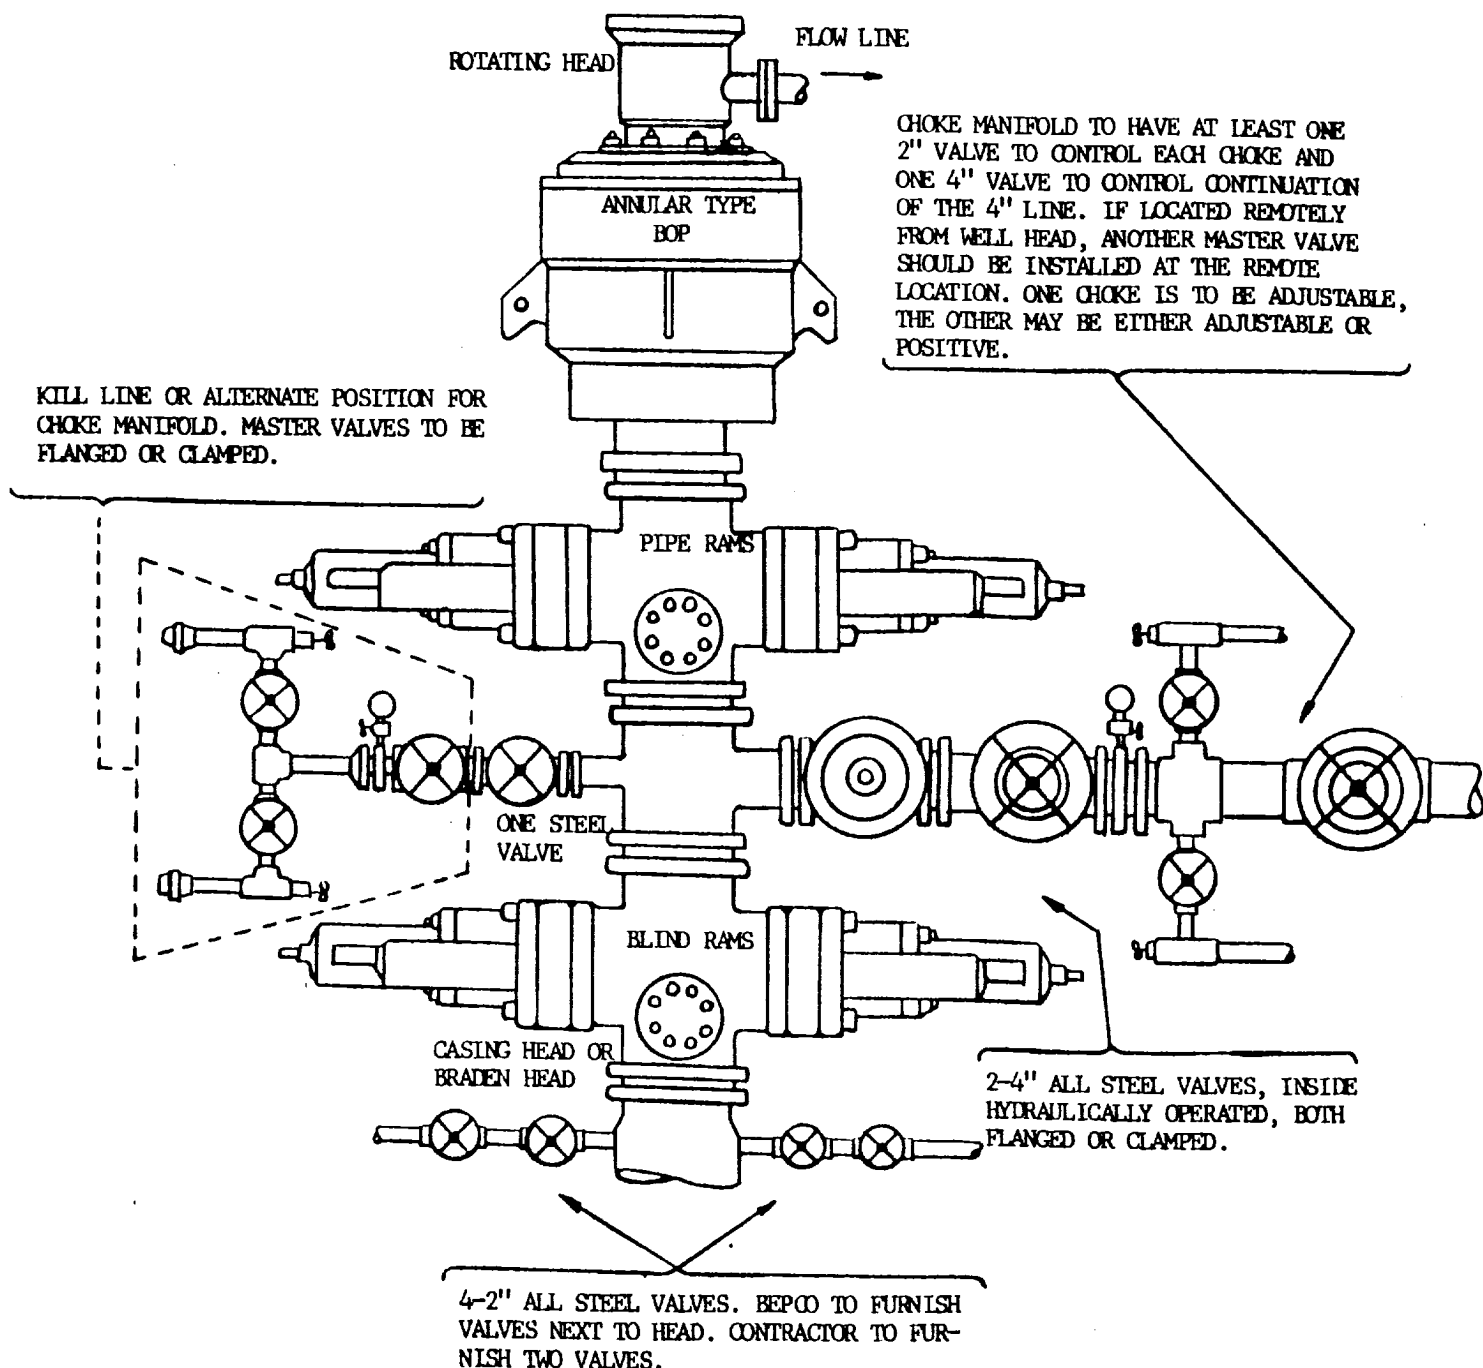 FLOW LINE
ROTATING HEAD
CHOKE MANIFOLD TO HAVE AT LEAST ONE
2" VALVE TO CONTROL EACH CHOKE AND
ONE 4" VALVE TO CONTROL CONTINUATION
OF THE 4" LINE. IF LOCATED REMOTELY
FROM WELL HEAD, ANOTHER MASTER VALVE
SHOULD BE INSTALLED AT THE REMOTE
LOCATION. ONE CHOKE IS TO BE ADJUSTABLE,
THE OTHER MAY BE EITHER ADJUSTABLE OR
POSITIVE.
ANNULAR TYPE
BOP
KILL LINE OR ALTERNATE POSITION FOR
CHOKE MANIFOLD. MASTER VALVES TO BE
FLANGED OR CLAMPED.
PIPE RAMS
ONE STEEL
VALVE
BLIND RAMS
CASING HEAD OR
BRADEN HEAD
2-4" ALL STEEL VALVES, INSIDE
HYDRAULICALLY OPERATED, BOTH
FLANGED OR CLAMPED.
4-2" ALL STEEL VALVES. BEPCO TO FURNISH
VALVES NEXT TO HEAD. CONTRACTOR TO FUR-
NISH TWO VALVES.